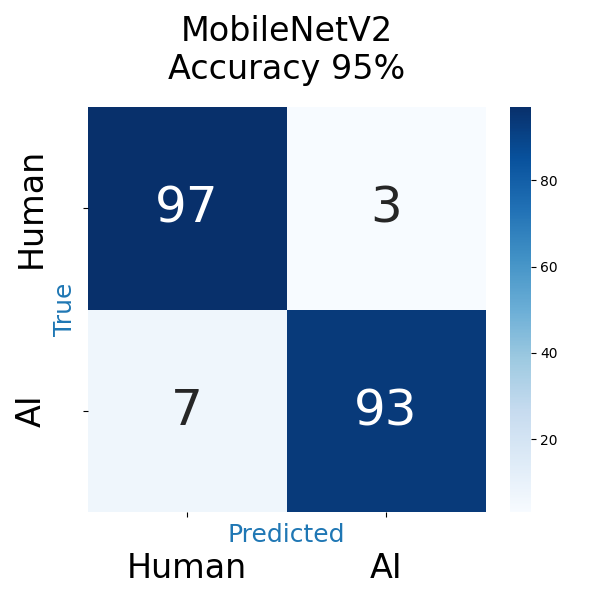 MobileNetV2
Accuracy 95%
Human
97
3
80
60
True
40
AI
7
93
20
Predicted
Human
AI